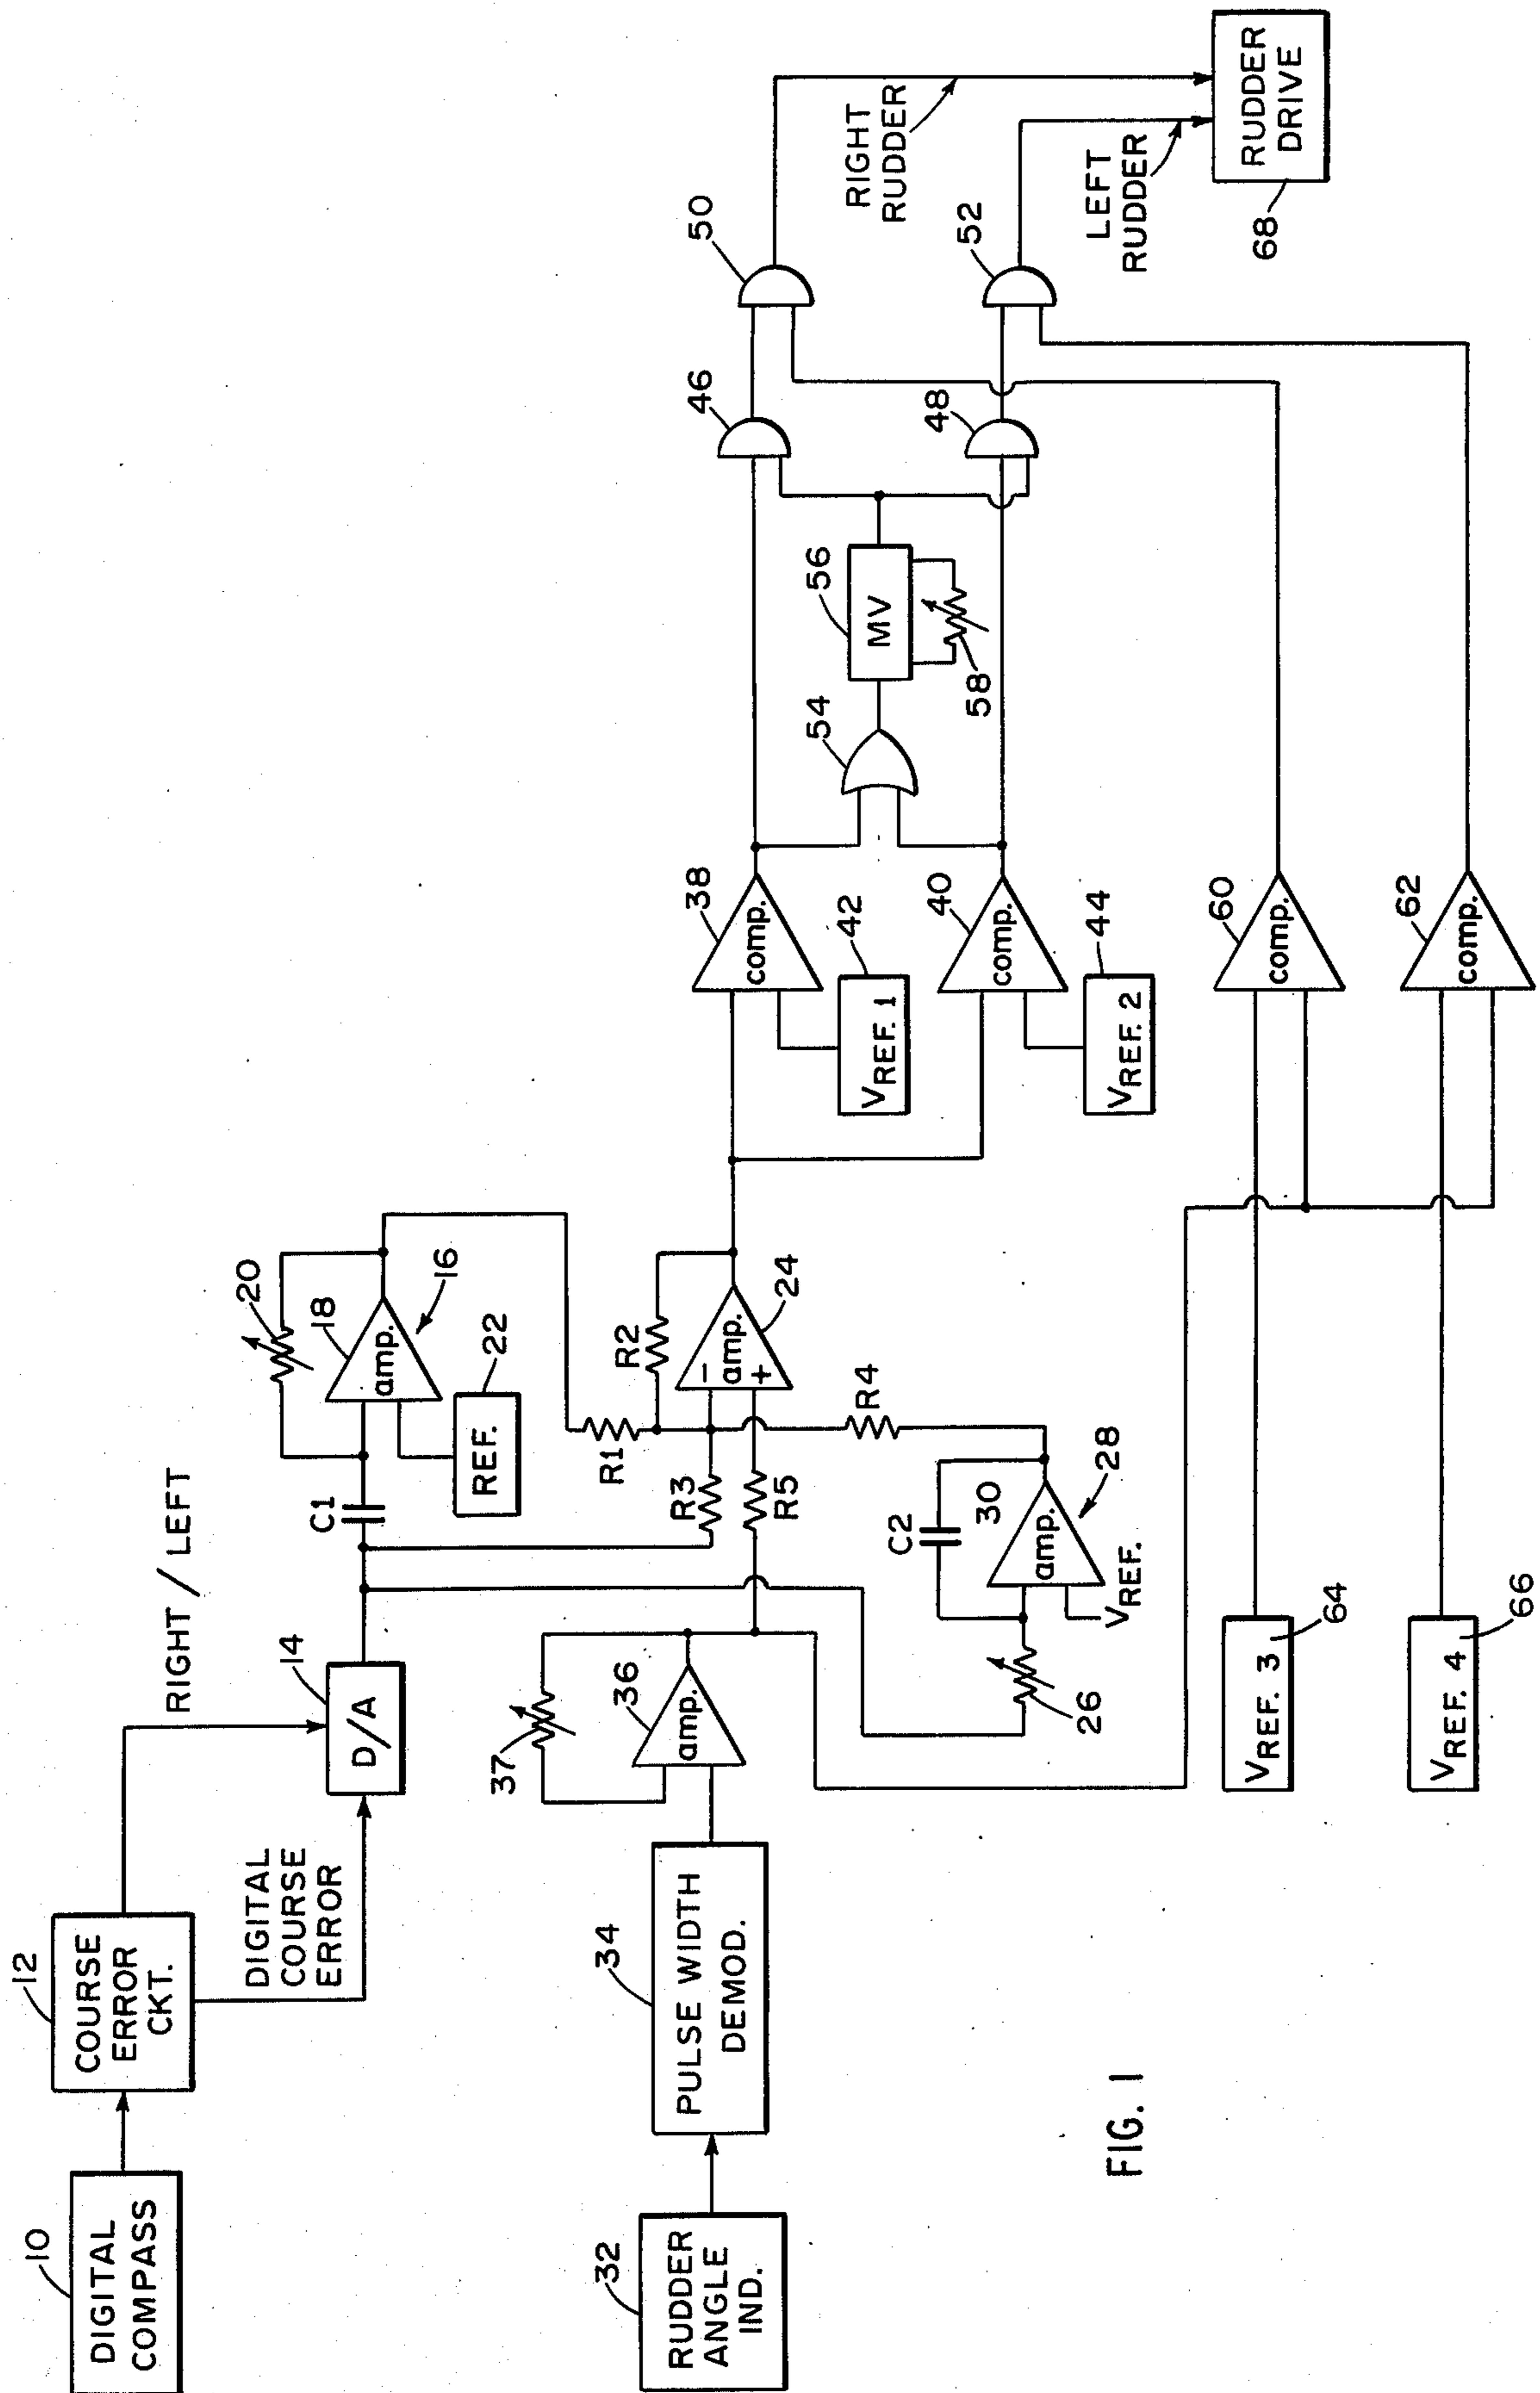 10
DIGITAL
COMPASS
12
COURSE
ERROR
CKT.
DIGITAL
COURSE
ERROR
RIGHT / LEFT
14
D/A
C1
20
18
amp.
16
REF.
22
32
RUDDER
ANGLE
IND.
34
PULSE WIDTH
DEMOD.
37
36
amp.
R1
R2
R3
R5
-
amp.
+
24
R4
26
C2
30
amp.
28
VREF.
38
comp.
VREF. 1
42
40
comp.
VREF. 2
44
54
56
MV
58
46
48
50
52
RIGHT
RUDDER
LEFT
RUDDER
RUDDER
DRIVE
68
VREF. 3
64
60
comp.
VREF. 4
66
62
comp.
FIG. 1